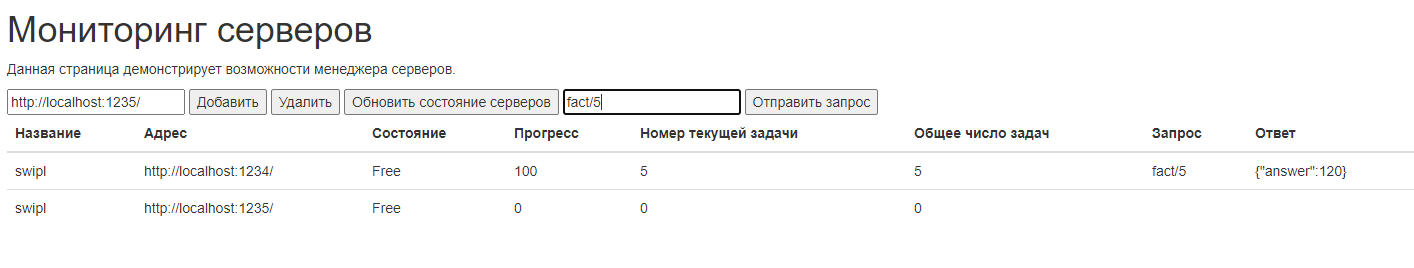 Мониторинг серверов
Данная страница демонстрирует возможности менеджера серверов.
http://localhost:1235/ Добавить Удалить Обновить состояние серверов fact/5 Отправить запрос
Название Адрес Состояние Прогресс Номер текущей задачи Общее число задач Запрос Ответ
swipl http://localhost:1234/ Free 100 5 5 fact/5 {"answer":120}
swipl http://localhost:1235/ Free 0 0 0